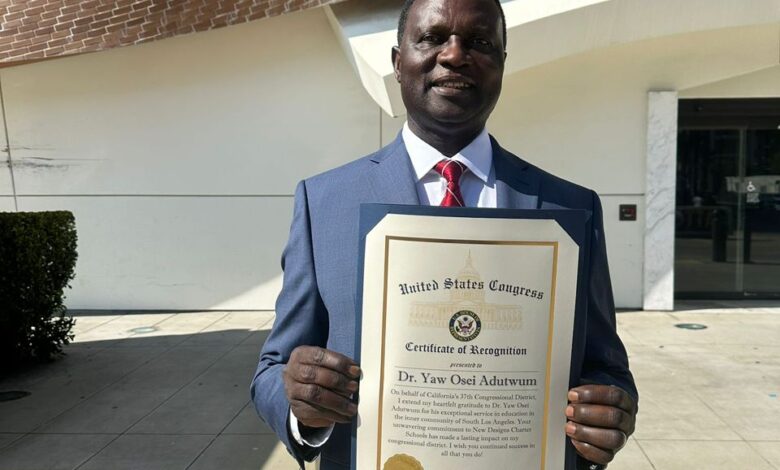 United States Congress
Certificate of Recognition
presented to
Dr. Yaw Osei Adutwum
On behalf of California's 37th Congressional District,
I extend my heartfelt gratitude to Dr. Yaw Osei
Adutwum for his exceptional service in education in
the inner community of South Los Angeles. Your
unwavering commitment to New Designs Charter
Schools has made a lasting impact on my
congressional district. I wish you continued success in
all that you do!